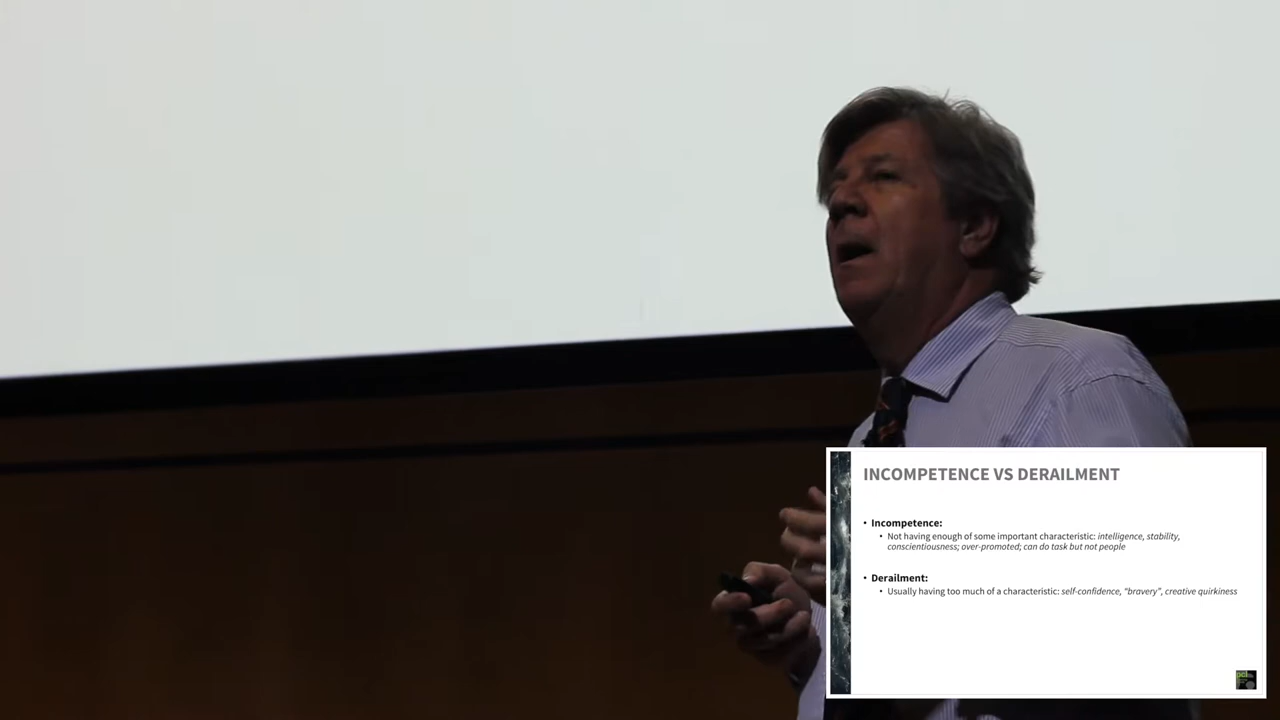 INCOMPETENCE VS DERAILMENT
• Incompetence:
• Not having enough of some important characteristic: intelligence, stability,
conscientiousness; over-promoted; can do task but not people
• Derailment:
• Usually having too much of a characteristic: self-confidence, "bravery", creative quirkiness